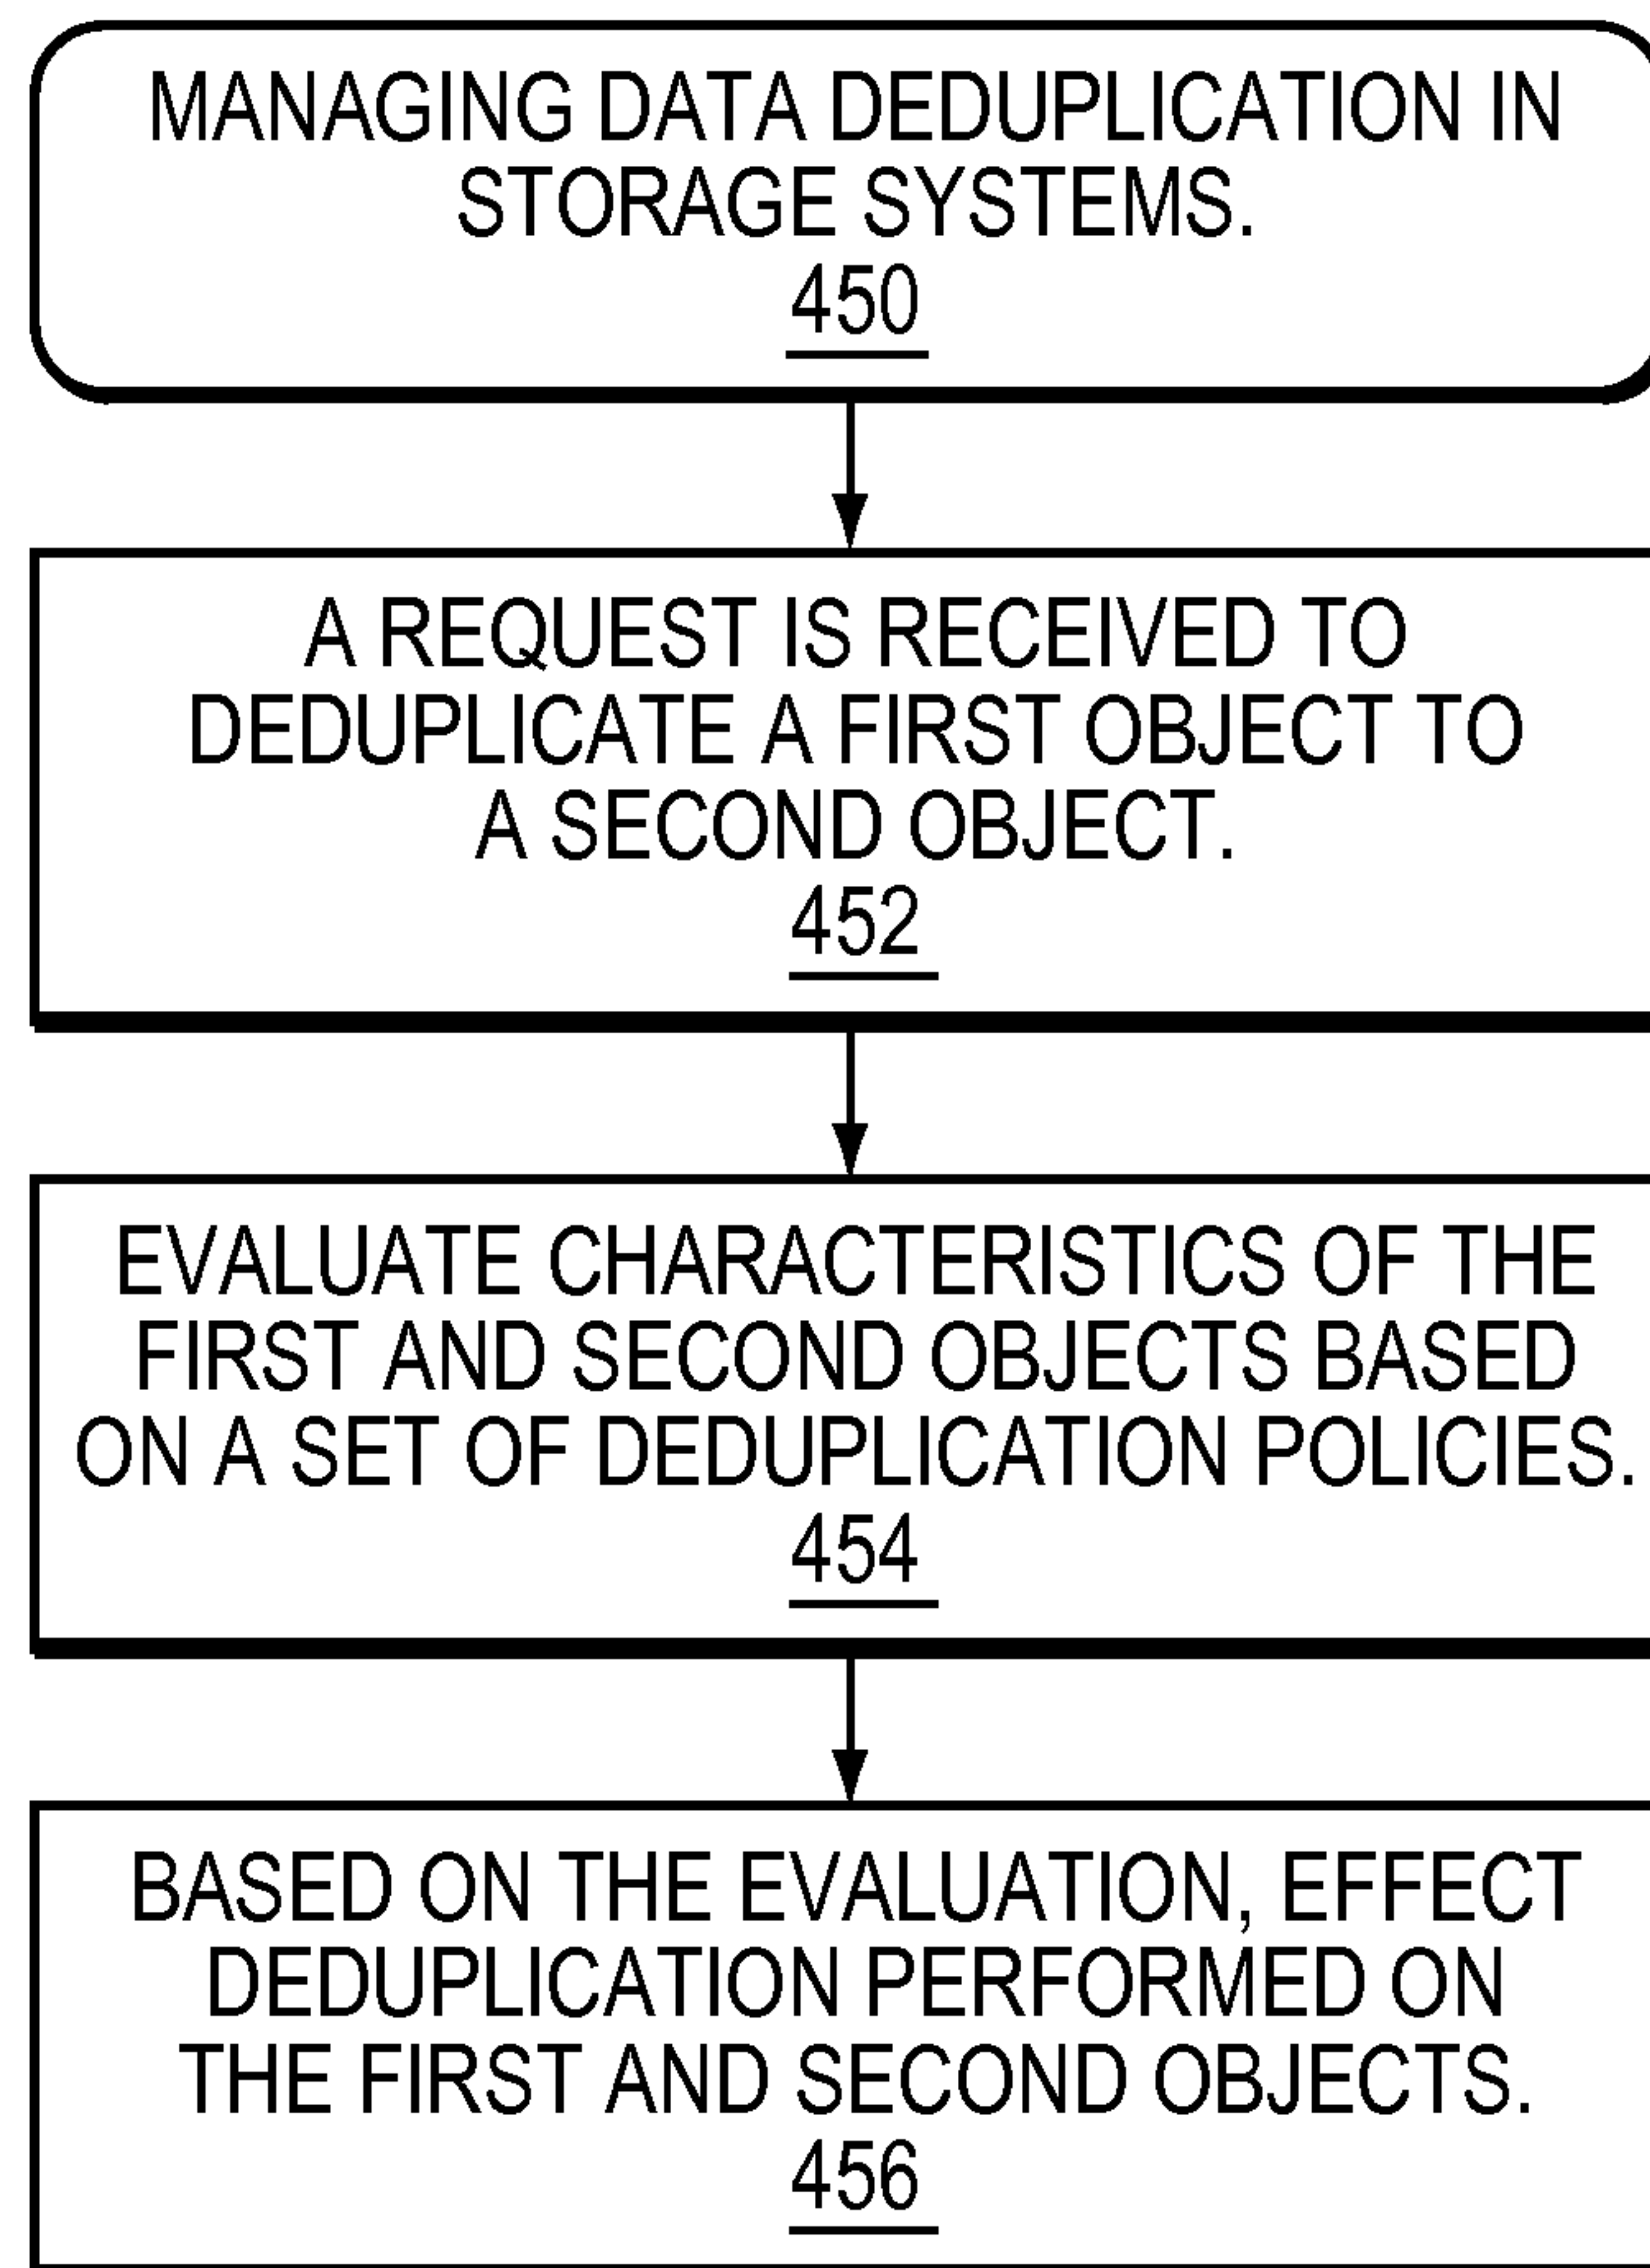 MANAGING DATA DEDUPLICATION IN
STORAGE SYSTEMS.
450
A REQUEST IS RECEIVED TO
DEDUPLICATE A FIRST OBJECT TO
A SECOND OBJECT.
452
EVALUATE CHARACTERISTICS OF THE
FIRST AND SECOND OBJECTS BASED
ON A SET OF DEDUPLICATION POLICIES.
454
BASED ON THE EVALUATION, EFFECT
DEDUPLICATION PERFORMED ON
THE FIRST AND SECOND OBJECTS.
456